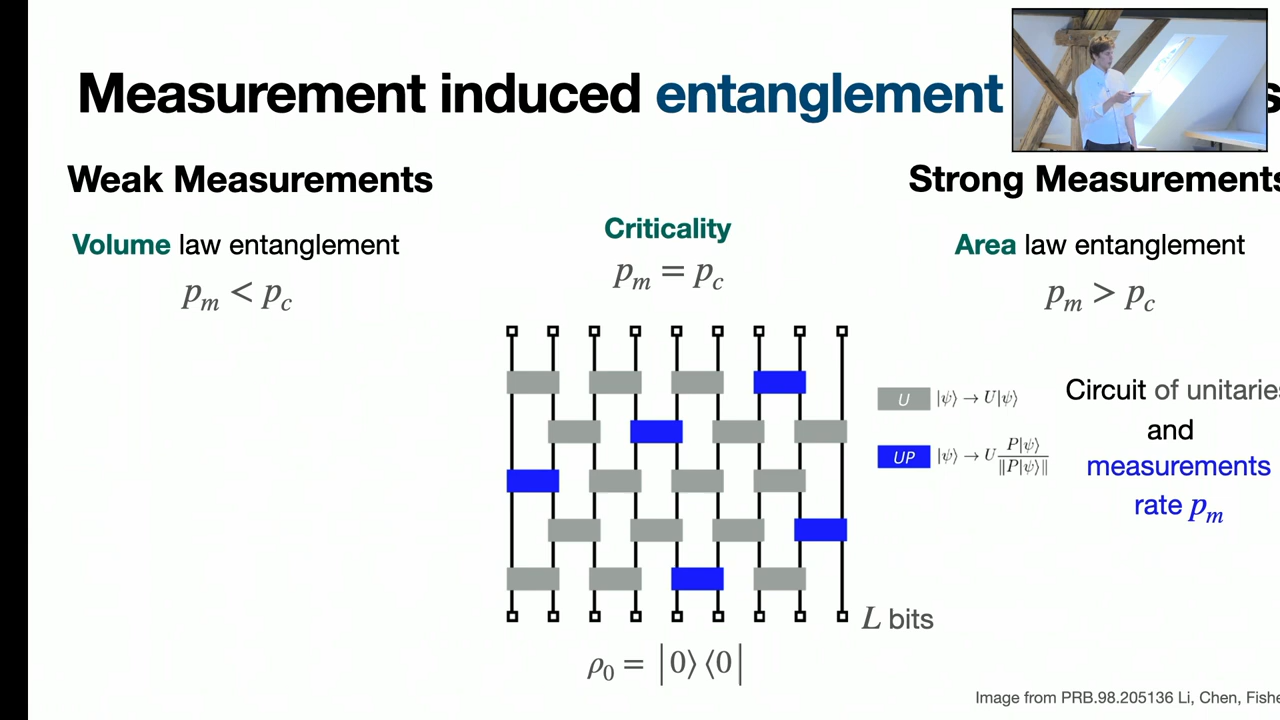 Measurement induced entanglement
Weak Measurements
Strong Measurements
Volume law entanglement
p_m < p_c
Criticality
p_m = p_c
Area law entanglement
p_m > p_c
U |ψ⟩ → U|ψ⟩
UP |ψ⟩ → U P|ψ⟩ / ‖P|ψ⟩‖
Circuit of unitarie
and
measurements
rate p_m
L bits
ρ_0 = |0⟩⟨0|
Image from PRB.98.205136 Li, Chen, Fishe